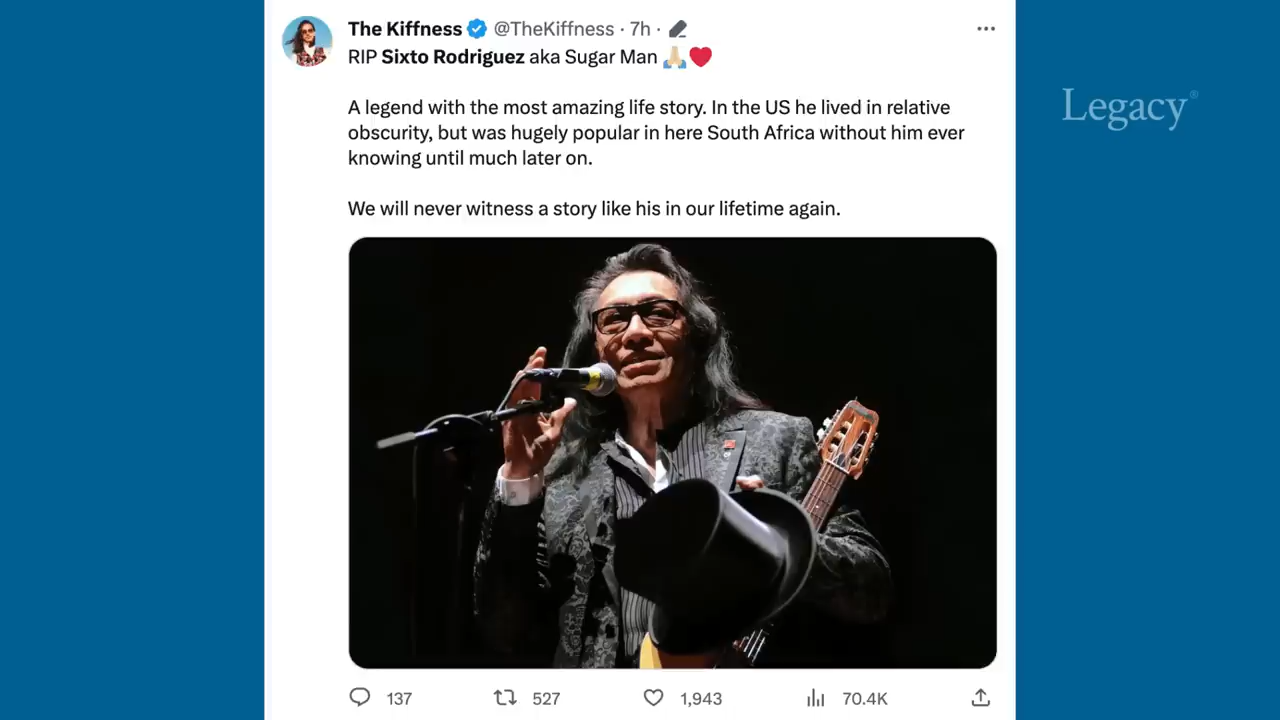 The Kiffness @TheKiffness · 7h ·
RIP Sixto Rodriguez aka Sugar Man 🙏🏼❤️
A legend with the most amazing life story. In the US he lived in relative
obscurity, but was hugely popular in here South Africa without him ever
knowing until much later on.
We will never witness a story like his in our lifetime again.
137 527 1,943 70.4K
Legacy®